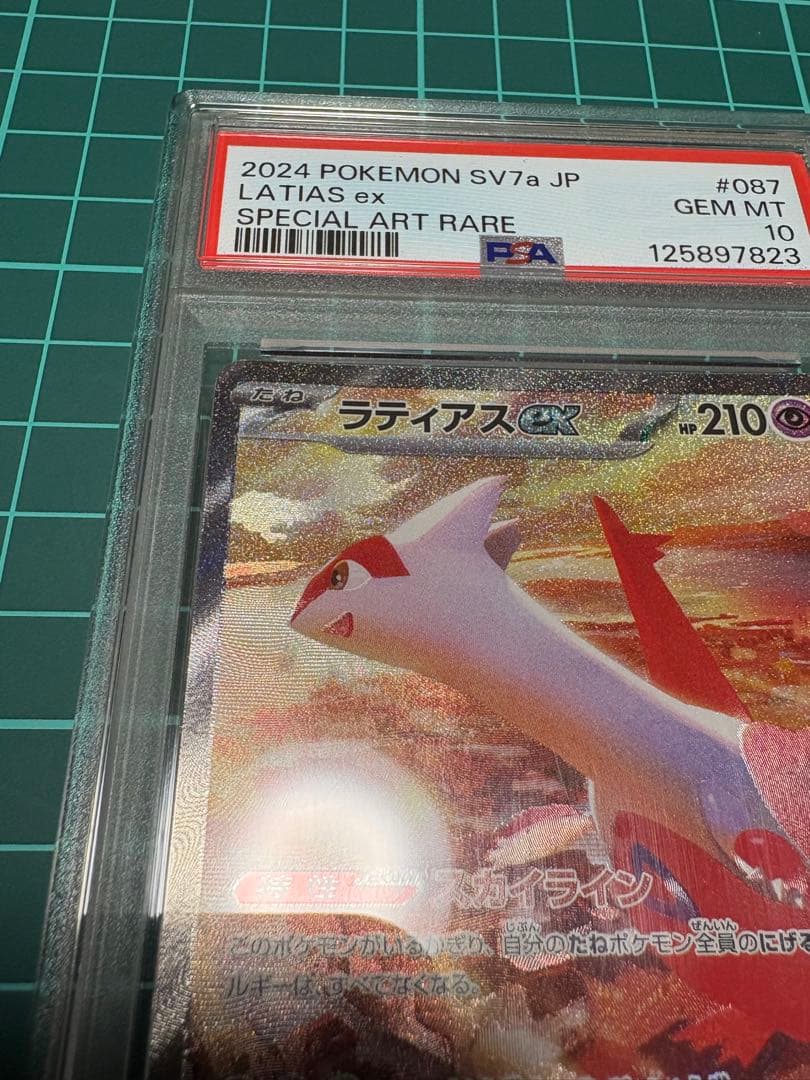 2024 POKEMON SV7a JP #087
LATIAS ex GEM MT
SPECIAL ART RARE 10
PSA 125897823
たね ラティアスex HP210
特性 スカイライン
このポケモンがいるかぎり、自分のたねポケモン全員のにげる
ルギーは、すべてなくなる。